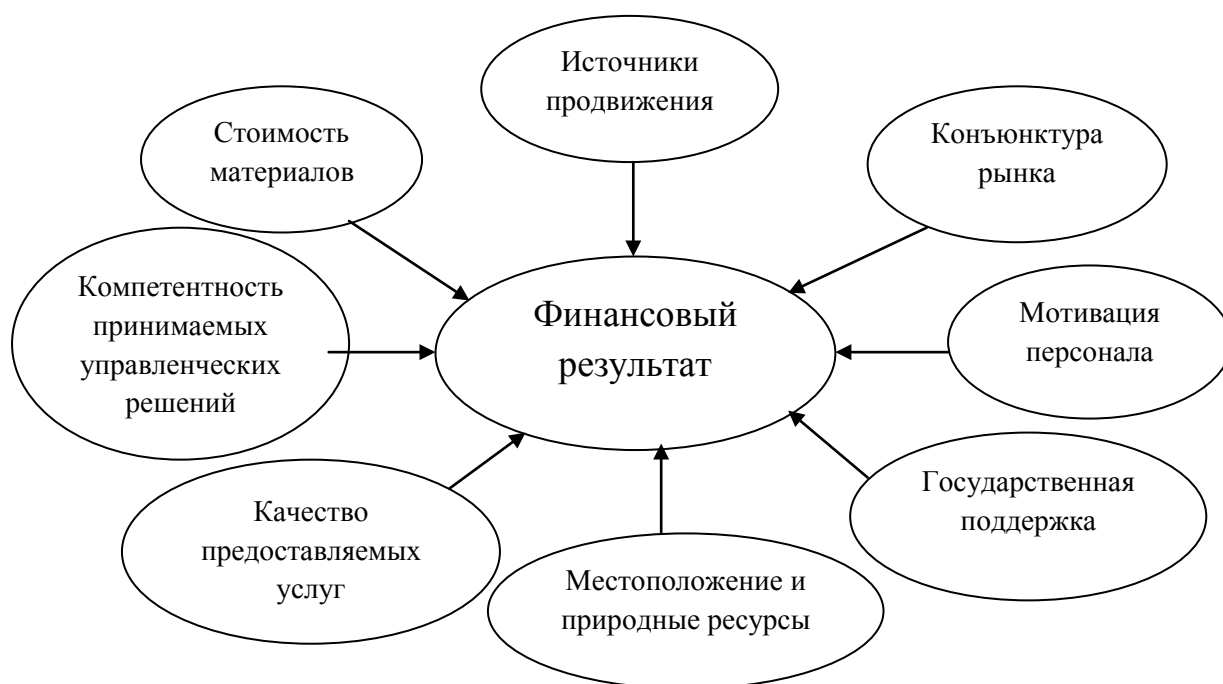 Источники
продвижения
Стоимость
материалов
Конъюнктура
рынка
Компетентность
принимаемых
управленческих
решений
Финансовый
результат
Мотивация
персонала
Качество
предоставляемых
услуг
Местоположение и
природные ресурсы
Государственная
поддержка